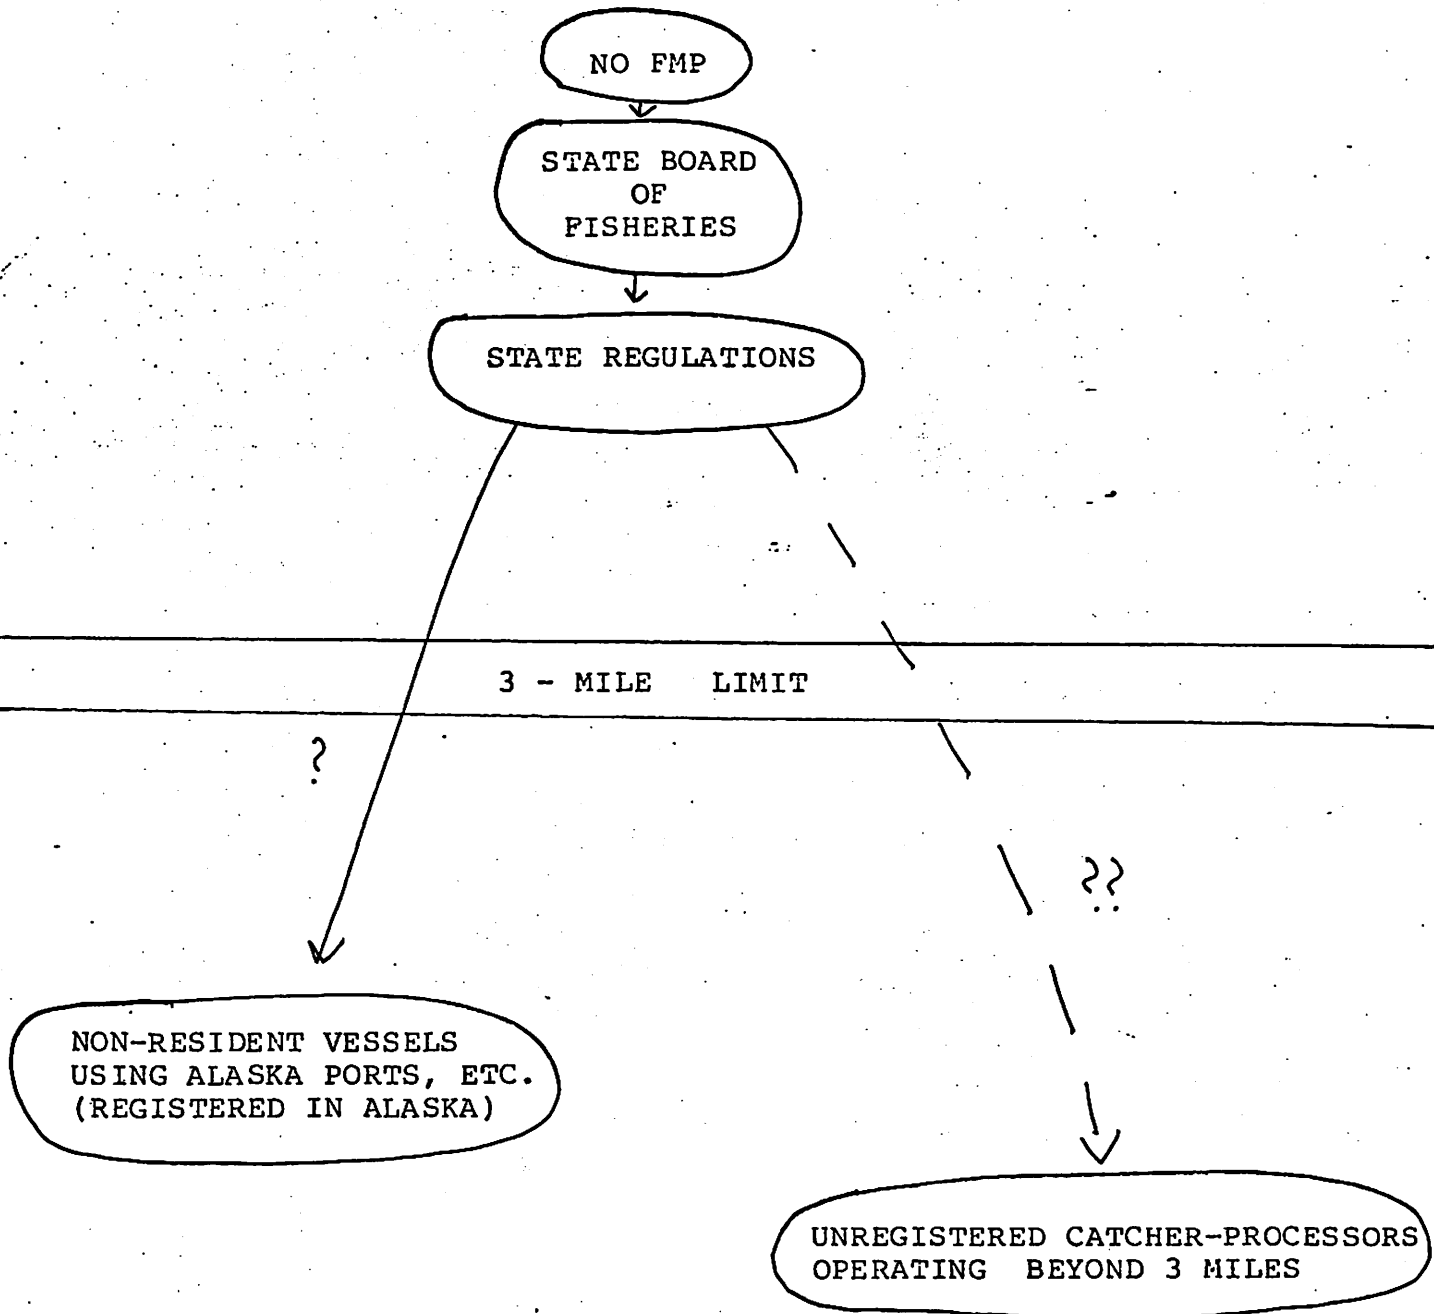 NO FMP
STATE BOARD
OF
FISHERIES
STATE REGULATIONS
3 - MILE LIMIT
?
??
NON-RESIDENT VESSELS
USING ALASKA PORTS, ETC.
(REGISTERED IN ALASKA)
UNREGISTERED CATCHER-PROCESSORS
OPERATING BEYOND 3 MILES